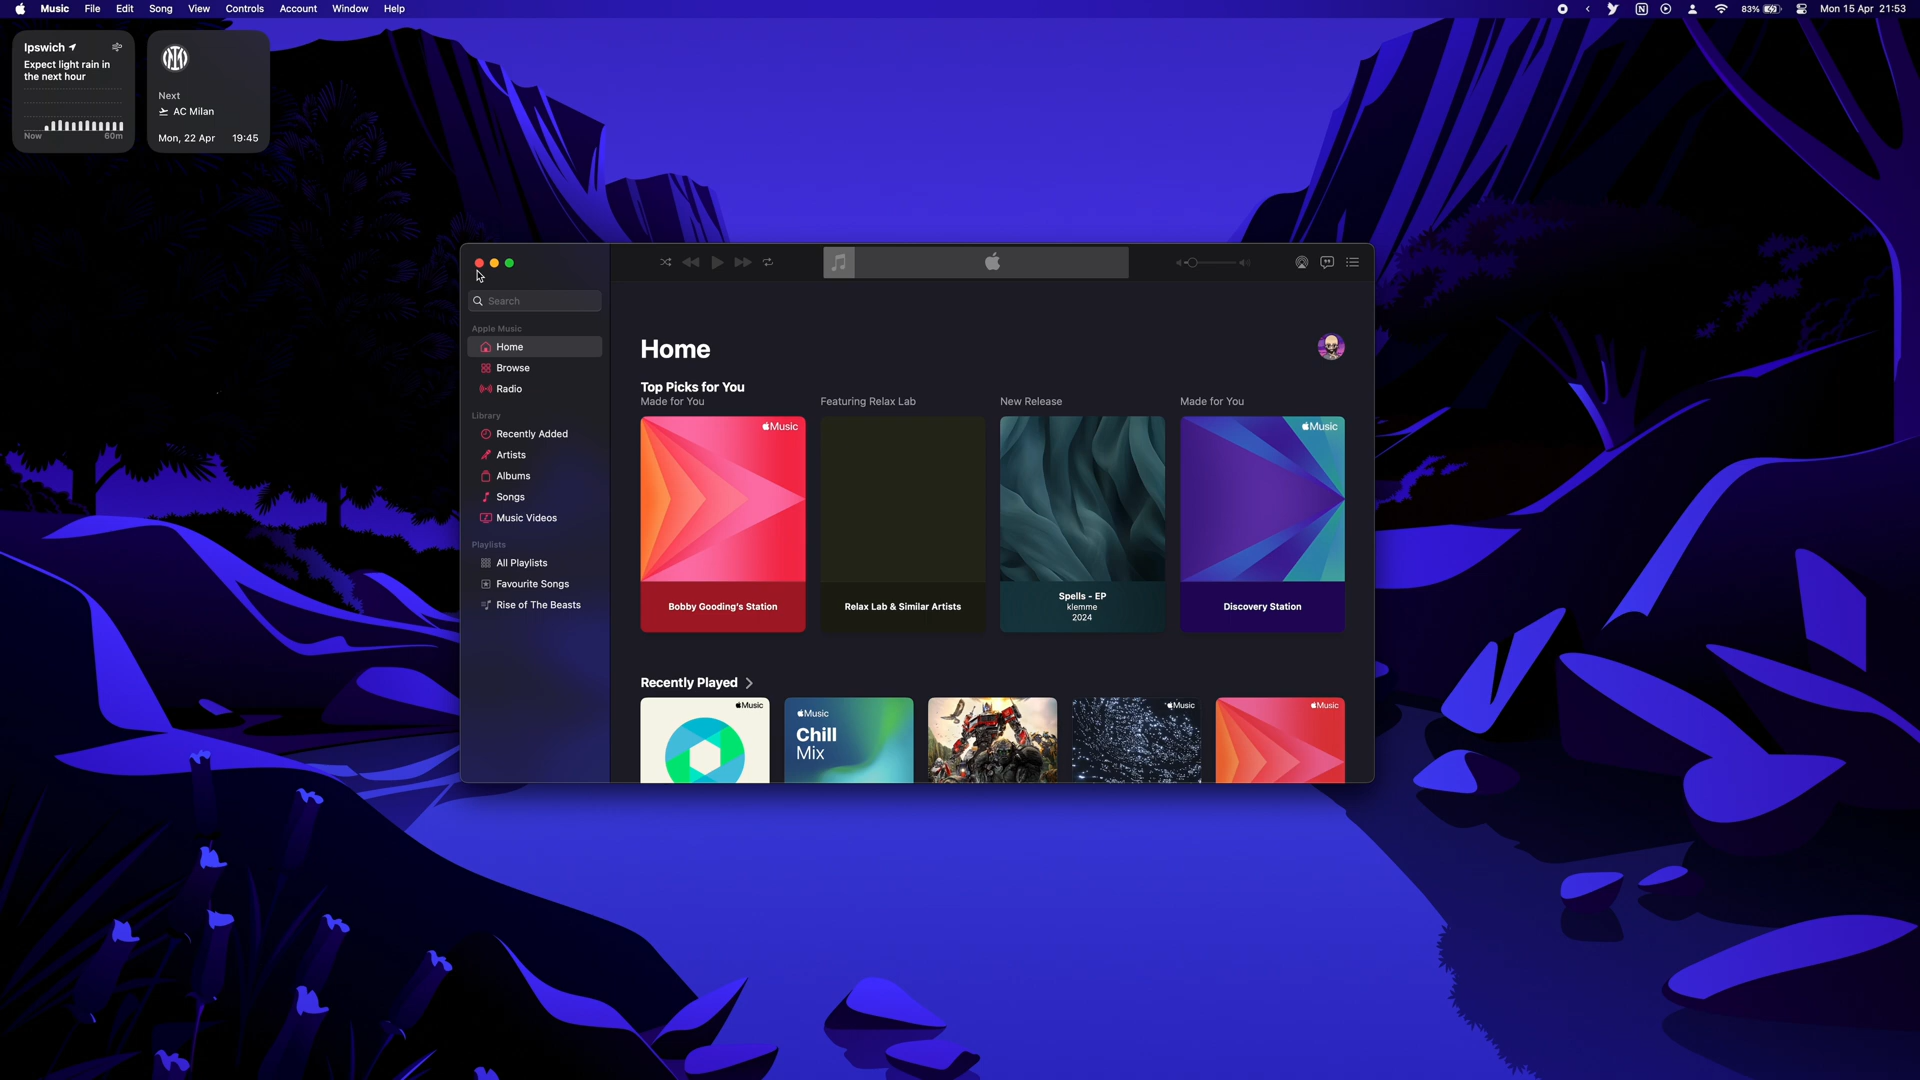 Music File Edit Song View Controls Account Window Help
83% Mon 15 Apr 21:53
Ipswich
Expect light rain in
the next hour
Now 60m
Next
AC Milan
Mon, 22 Apr 19:45
Search
Apple Music
Home
Browse
Radio
Library
Recently Added
Artists
Albums
Songs
Music Videos
Playlists
All Playlists
Favourite Songs
Rise of The Beasts
Home
Top Picks for You
Made for You
Featuring Relax Lab
New Release
Made for You
Music
Bobby Gooding's Station
Relax Lab & Similar Artists
Spells - EP
klemme
2024
Music
Discovery Station
Recently Played
Music
Music
Chill
Mix
Music
Music